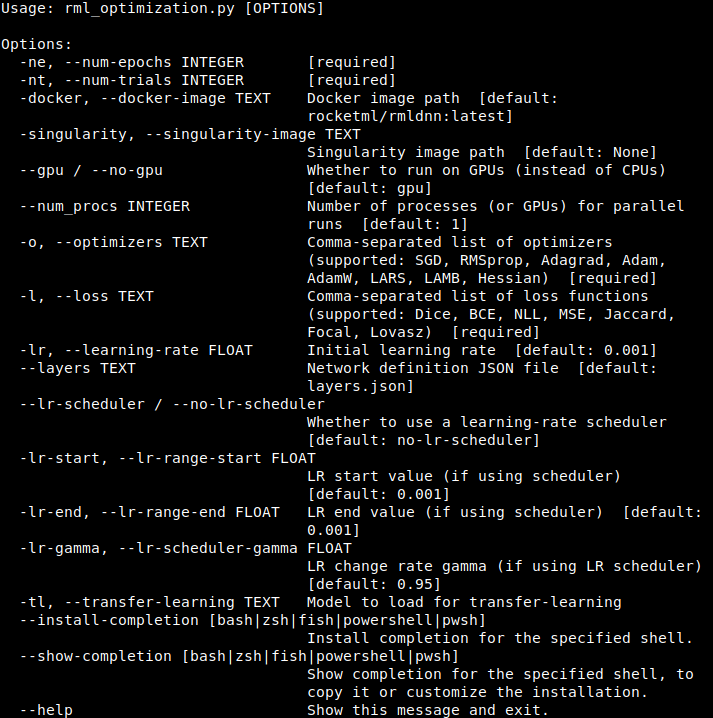 Usage: rml_optimization.py [OPTIONS]

Options:
  -ne, --num-epochs INTEGER       [required]
  -nt, --num-trials INTEGER       [required]
  -docker, --docker-image TEXT    Docker image path  [default:
                                  rocketml/rmldnn:latest]
  -singularity, --singularity-image TEXT
                                  Singularity image path  [default: None]
  --gpu / --no-gpu                Whether to run on GPUs (instead of CPUs)
                                  [default: gpu]
  --num_procs INTEGER             Number of processes (or GPUs) for parallel
                                  runs  [default: 1]
  -o, --optimizers TEXT           Comma-separated list of optimizers
                                  (supported: SGD, RMSprop, Adagrad, Adam,
                                  AdamW, LARS, LAMB, Hessian)  [required]
  -l, --loss TEXT                 Comma-separated list of loss functions
                                  (supported: Dice, BCE, NLL, MSE, Jaccard,
                                  Focal, Lovasz)  [required]
  -lr, --learning-rate FLOAT      Initial learning rate  [default: 0.001]
  --layers TEXT                   Network definition JSON file  [default:
                                  layers.json]
  --lr-scheduler / --no-lr-scheduler
                                  Whether to use a learning-rate scheduler
                                  [default: no-lr-scheduler]
  -lr-start, --lr-range-start FLOAT
                                  LR start value (if using scheduler)
                                  [default: 0.001]
  -lr-end, --lr-range-end FLOAT   LR end value (if using scheduler)  [default:
                                  0.001]
  -lr-gamma, --lr-scheduler-gamma FLOAT
                                  LR change rate gamma (if using LR scheduler)
                                  [default: 0.95]
  -tl, --transfer-learning TEXT   Model to load for transfer-learning
  --install-completion [bash|zsh|fish|powershell|pwsh]
                                  Install completion for the specified shell.
  --show-completion [bash|zsh|fish|powershell|pwsh]
                                  Show completion for the specified shell, to
                                  copy it or customize the installation.
  --help                          Show this message and exit.